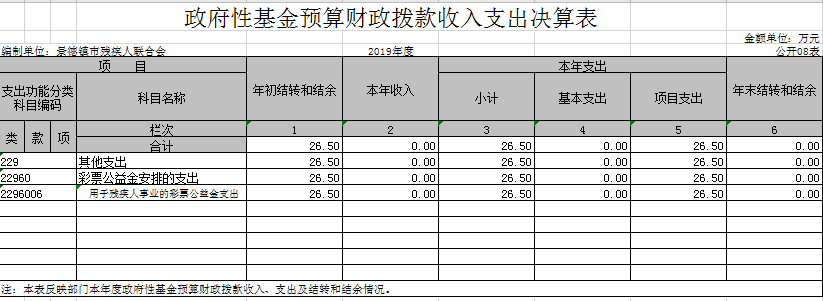 政府性基金预算财政拨款收入支出决算表
金额单位：万元
编制单位：景德镇市残疾人联合会 2019年度 公开08表
项 目 年初结转和结余 本年收入 本年支出 年末结转和结余
支出功能分类科目编码 科目名称 小计 基本支出 项目支出
类 款 项 栏次 1 2 3 4 5 6
合计 26.50 0.00 26.50 0.00 26.50 0.00
229 其他支出 26.50 0.00 26.50 0.00 26.50 0.00
22960 彩票公益金安排的支出 26.50 0.00 26.50 0.00 26.50 0.00
2296006 用于残疾人事业的彩票公益金支出 26.50 0.00 26.50 0.00 26.50 0.00
注：本表反映部门本年度政府性基金预算财政拨款收入、支出及结转和结余情况。